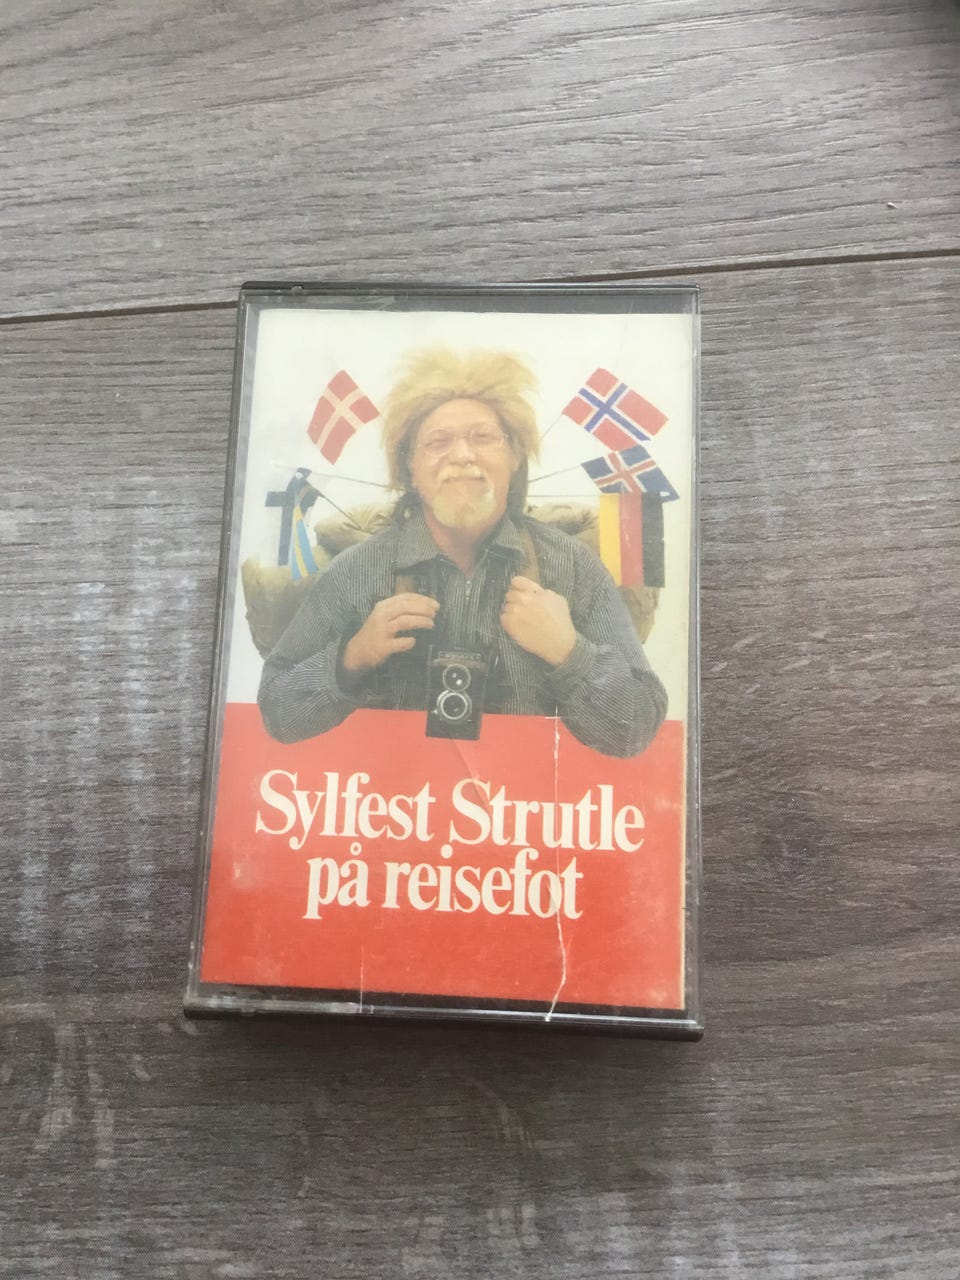 Sylfest Strutle
på reisefot